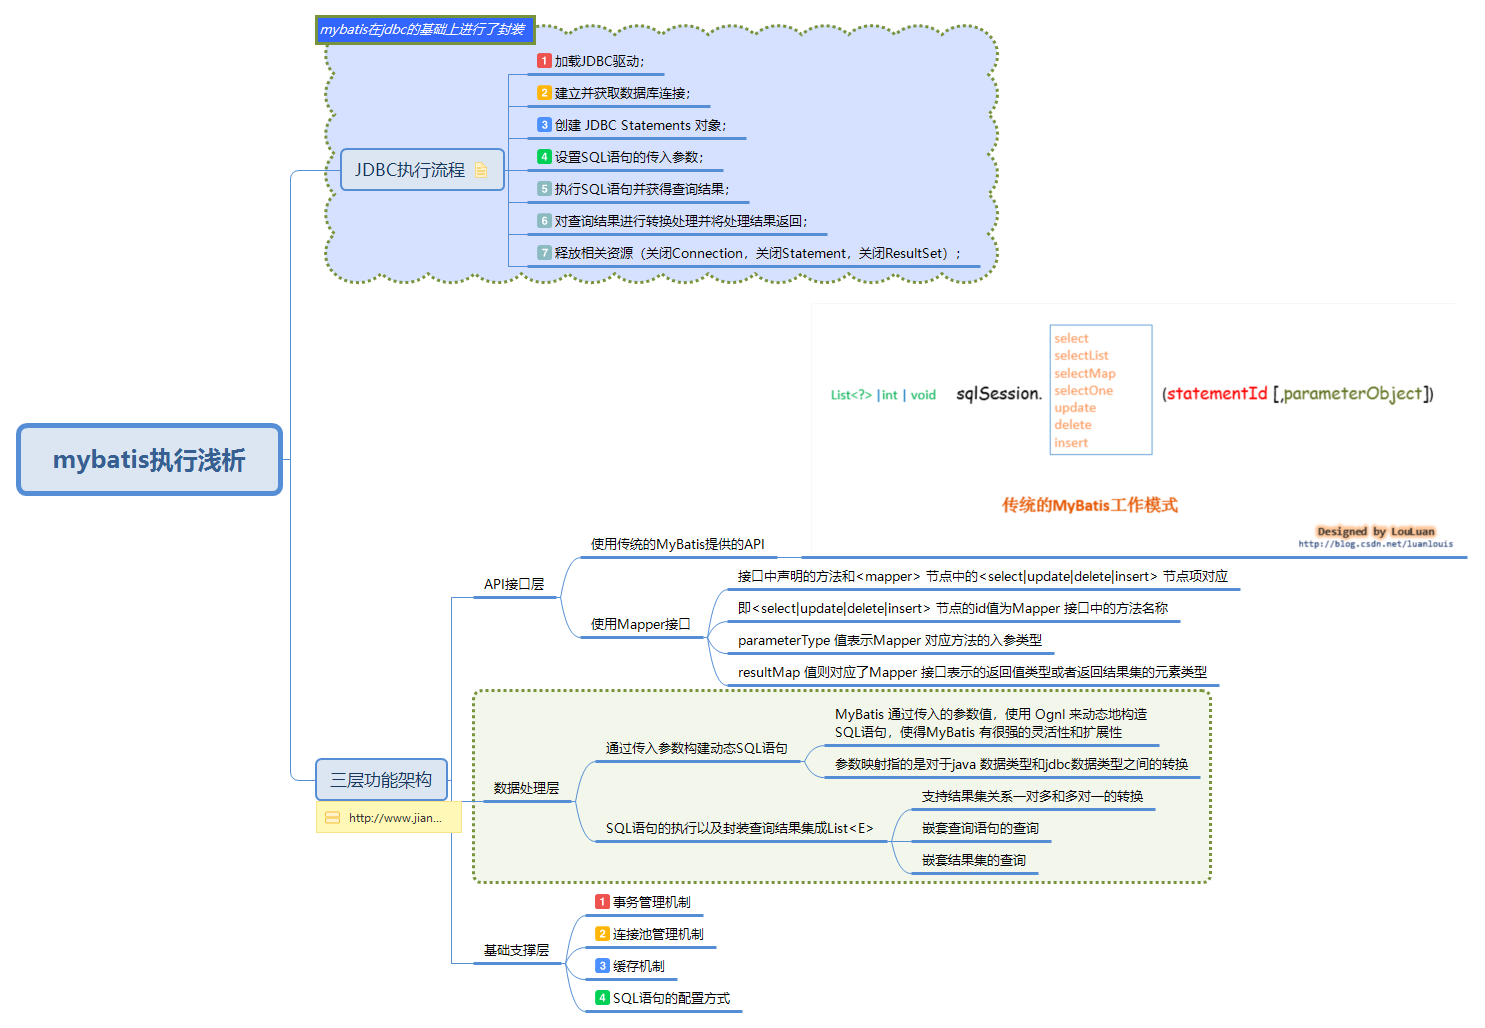 mybatis在jdbc的基础上进行了封装
1 加载JDBC驱动；
2 建立并获取数据库连接；
3 创建 JDBC Statements 对象；
JDBC执行流程
4 设置SQL语句的传入参数；
5 执行SQL语句并获得查询结果；
6 对查询结果进行转换处理并将处理结果返回；
7 释放相关资源（关闭Connection，关闭Statement，关闭ResultSet）；
select
selectList
selectMap
selectOne
update
delete
insert
List<?> |int | void sqlSession. (statementId [,parameterObject])
mybatis执行浅析
传统的MyBatis工作模式
Designed by LouLuan
http://blog.csdn.net/luanlouis
使用传统的MyBatis提供的API
API接口层
接口中声明的方法和<mapper> 节点中的<select|update|delete|insert> 节点项对应
即<select|update|delete|insert> 节点的id值为Mapper 接口中的方法名称
使用Mapper接口
parameterType 值表示Mapper 对应方法的入参类型
resultMap 值则对应了Mapper 接口表示的返回值类型或者返回结果集的元素类型
MyBatis 通过传入的参数值，使用 Ognl 来动态地构造
SQL语句，使得MyBatis 有很强的灵活性和扩展性
通过传入参数构建动态SQL语句
参数映射指的是对于java 数据类型和jdbc数据类型之间的转换
三层功能架构
http://www.jian...
数据处理层
支持结果集关系一对多和多对一的转换
SQL语句的执行以及封装查询结果集成List<E>
嵌套查询语句的查询
嵌套结果集的查询
1 事务管理机制
2 连接池管理机制
基础支撑层
3 缓存机制
4 SQL语句的配置方式